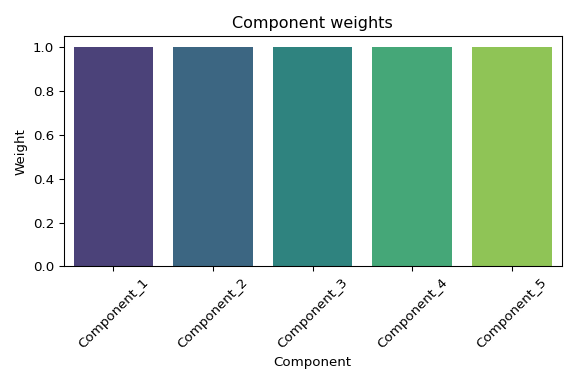 Component weights
1.0
0.8
0.6
0.4
0.2
0.0
Weight
Component_1
Component_2
Component_3
Component_4
Component_5
Component